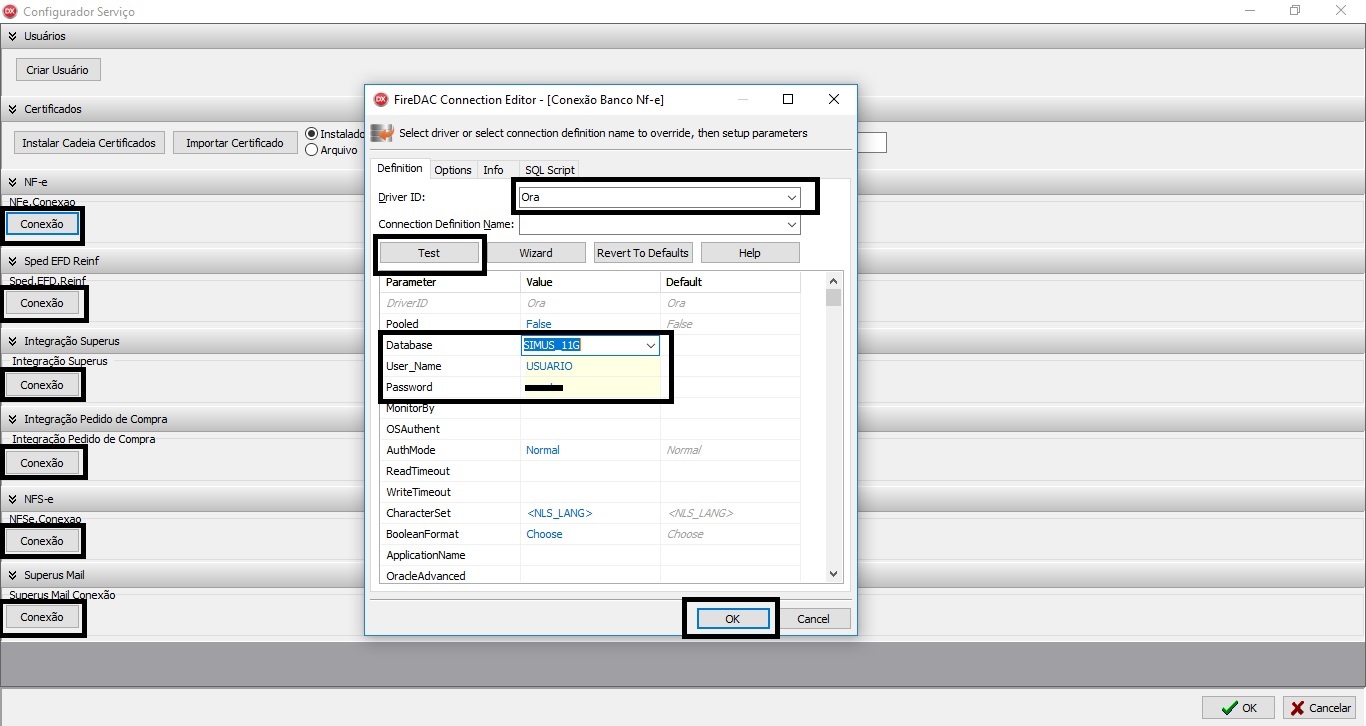 Configurador Serviço
Usuários
Criar Usuário
Certificados
Instalar Cadeia Certificados
Importar Certificado
Instalado
Arquivo
NF-e
NFe.Conexao
Conexão
Sped EFD Reinf
Sped.EFD.Reinf
Conexão
Integração Superus
Integração Superus
Conexão
Integração Pedido de Compra
Integração Pedido de Compra
Conexão
NFS-e
NFSe.Conexao
Conexão
Superus Mail
Superus Mail Conexão
Conexão
FireDAC Connection Editor - [Conexão Banco Nf-e]
Select driver or select connection definition name to override, then setup parameters
Definition Options Info SQL Script
Driver ID: Ora
Connection Definition Name:
Test Wizard Revert To Defaults Help
Parameter Value Default
DriverID Ora Ora
Pooled False False
Database SIMUS_11G
User_Name USUARIO
Password
MonitorBy
OSAuthent
AuthMode Normal Normal
ReadTimeout
WriteTimeout
CharacterSet <NLS_LANG> <NLS_LANG>
BooleanFormat Choose Choose
ApplicationName
OracleAdvanced
OK Cancel
OK Cancelar